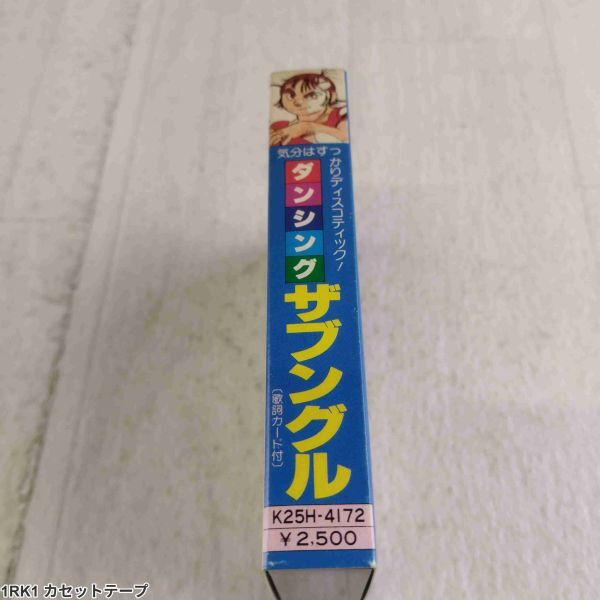 気分はすっかりディスコティック!
ダンシング
ザブングル
(歌詞カード付)
K25H-4172
¥2,500
1RK1 カセットテープ